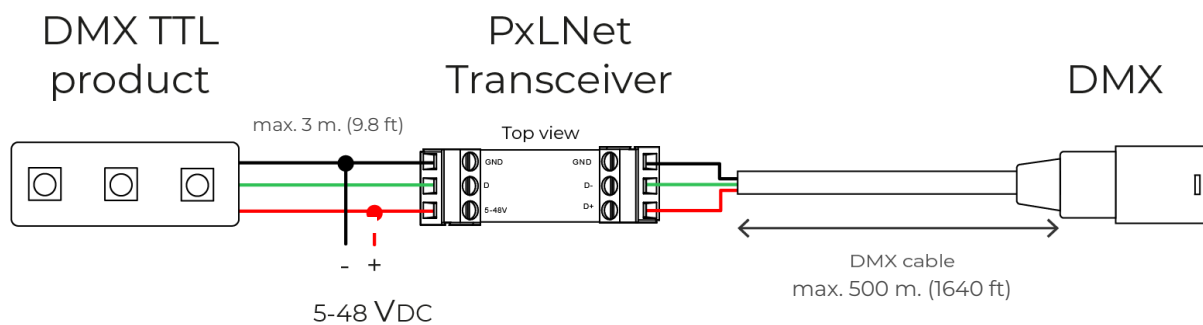 DMX TTL
product
PxLNet
Transceiver
DMX
max. 3 m. (9.8 ft)
Top view
GND
D
5-48V
GND
D-
D+
- +
5-48 VDC
DMX cable
max. 500 m. (1640 ft)